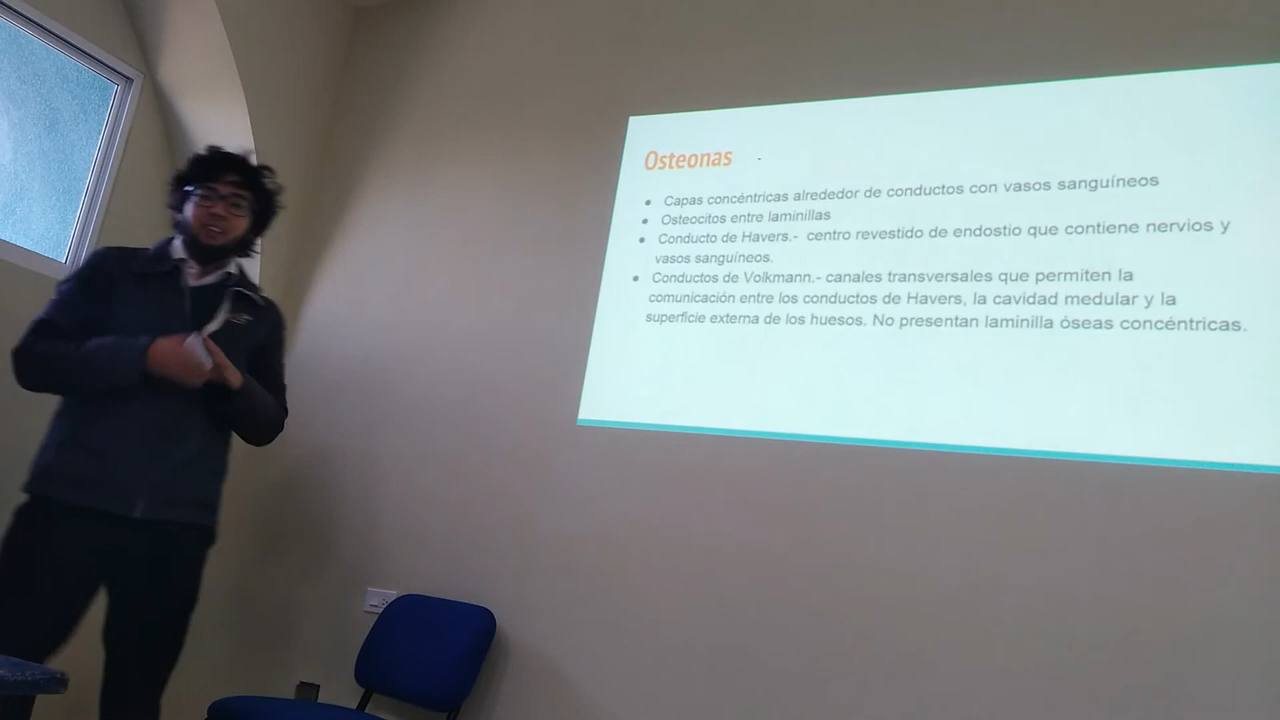 Osteonas
• Capas concéntricas alrededor de conductos con vasos sanguíneos
• Osteocitos entre laminillas
• Conducto de Havers.- centro revestido de endostio que contiene nervios y
vasos sanguíneos.
• Conductos de Volkmann.- canales transversales que permiten la
comunicación entre los conductos de Havers, la cavidad medular y la
superficie externa de los huesos. No presentan laminilla óseas concéntricas.